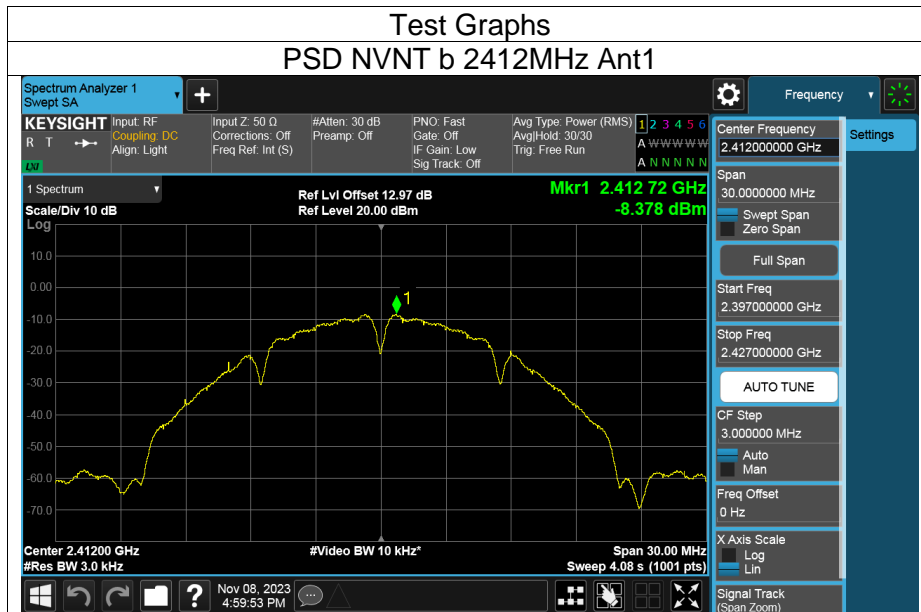 Test Graphs
PSD NVNT b 2412MHz Ant1
Spectrum Analyzer 1
Swept SA
+
Frequency
Settings
KEYSIGHT
R T
LXI
Input: RF
Coupling: DC
Align: Light
Input Z: 50 Ω
Corrections: Off
Freq Ref: Int (S)
#Atten: 30 dB
Preamp: Off
PNO: Fast
Gate: Off
IF Gain: Low
Sig Track: Off
Avg Type: Power (RMS)
Avg|Hold: 30/30
Trig: Free Run
1 2 3 4 5 6
A W W W W W
A N N N N N
1 Spectrum
Scale/Div 10 dB
Ref Lvl Offset 12.97 dB
Ref Level 20.00 dBm
Mkr1 2.412 72 GHz
-8.378 dBm
Log
10.0
0.00
-10.0
-20.0
-30.0
-40.0
-50.0
-60.0
-70.0
1
Center 2.41200 GHz
#Res BW 3.0 kHz
#Video BW 10 kHz*
Span 30.00 MHz
Sweep 4.08 s (1001 pts)
Center Frequency
2.412000000 GHz
Span
30.0000000 MHz
Swept Span
Zero Span
Full Span
Start Freq
2.397000000 GHz
Stop Freq
2.427000000 GHz
AUTO TUNE
CF Step
3.000000 MHz
Auto
Man
Freq Offset
0 Hz
X Axis Scale
Log
Lin
Signal Track
(Span Zoom)
?
Nov 08, 2023
4:59:53 PM